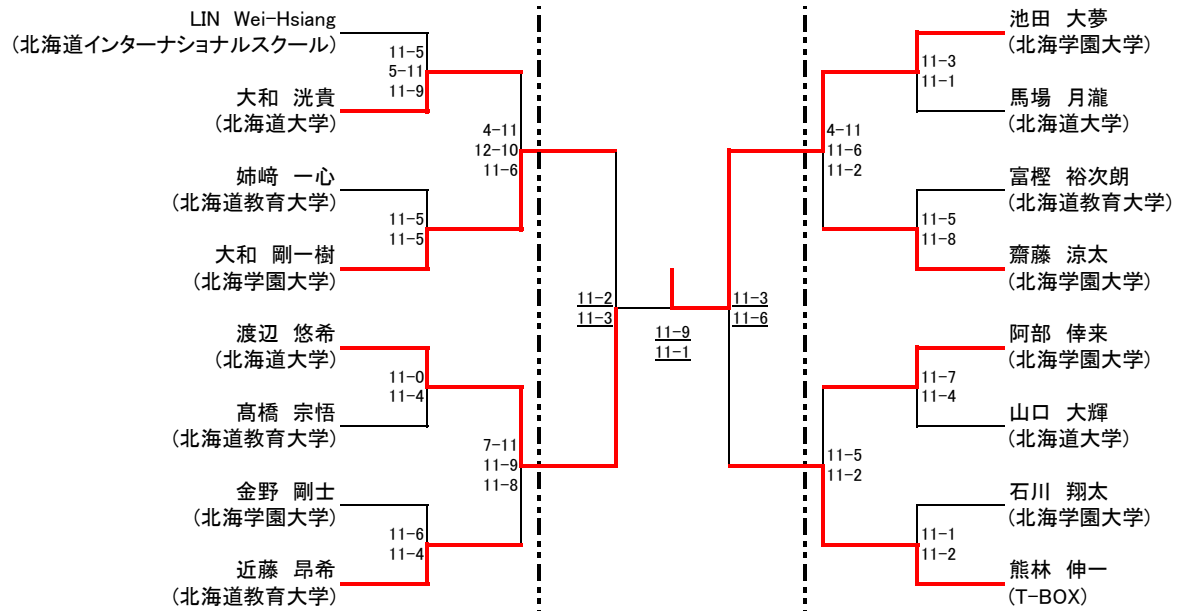 LIN Wei-Hsiang
(北海道インターナショナルスクール)
11-5
5-11
11-9
大和 洸貴
(北海道大学)
4-11
12-10
11-6
姉﨑 一心
(北海道教育大学)
11-5
11-5
大和 剛一樹
(北海学園大学)
11-2
11-3
渡辺 悠希
(北海道大学)
11-0
11-4
髙橋 宗悟
(北海道教育大学)
7-11
11-9
11-8
金野 剛士
(北海学園大学)
11-6
11-4
近藤 昂希
(北海道教育大学)
11-9
11-1
池田 大夢
(北海学園大学)
11-3
11-1
馬場 月瀧
(北海道大学)
4-11
11-6
11-2
富樫 裕次朗
(北海道教育大学)
11-5
11-8
齋藤 涼太
(北海学園大学)
11-3
11-6
阿部 倖来
(北海学園大学)
11-7
11-4
山口 大輝
(北海道大学)
11-5
11-2
石川 翔太
(北海学園大学)
11-1
11-2
熊林 伸一
(T-BOX)